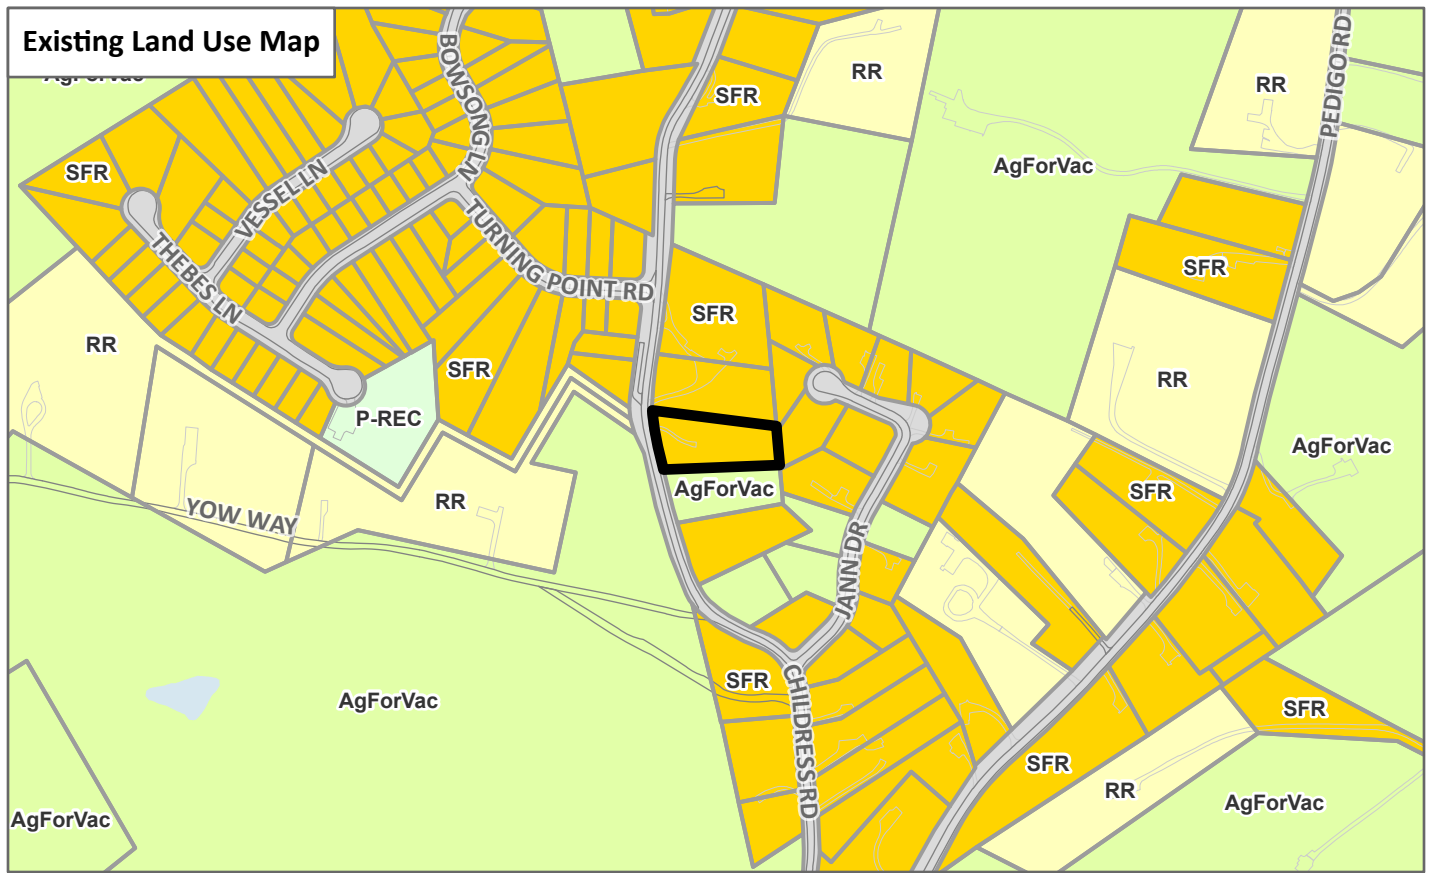 Existing Land Use Map
AgForVac
BOWSONG LN
SFR
RR
RR
PEDIGO RD
AgForVac
SFR
VESSEL LN
THEBES LN
TURNING POINT RD
SFR
SFR
RR
SFR
RR
P-REC
AgForVac
RR
AgForVac
SFR
YOW WAY
JANN DR
SFR
AgForVac
CHILDRESS RD
SFR
SFR
RR
AgForVac
AgForVac